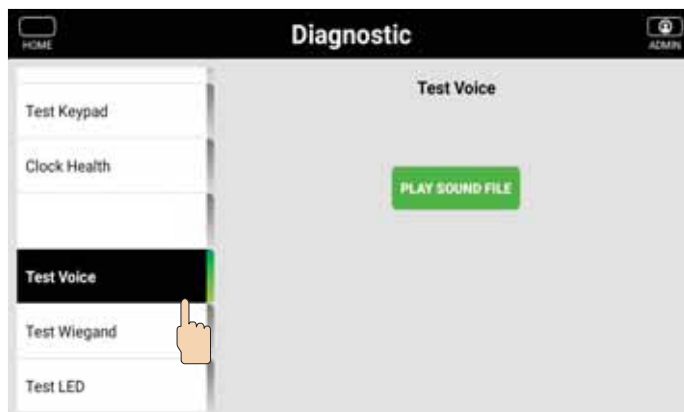 HOME
Diagnostic
ADMIN
Test Keypad
Clock Health
Test Voice
Test Wiegand
Test LED
Test Voice
PLAY SOUND FILE